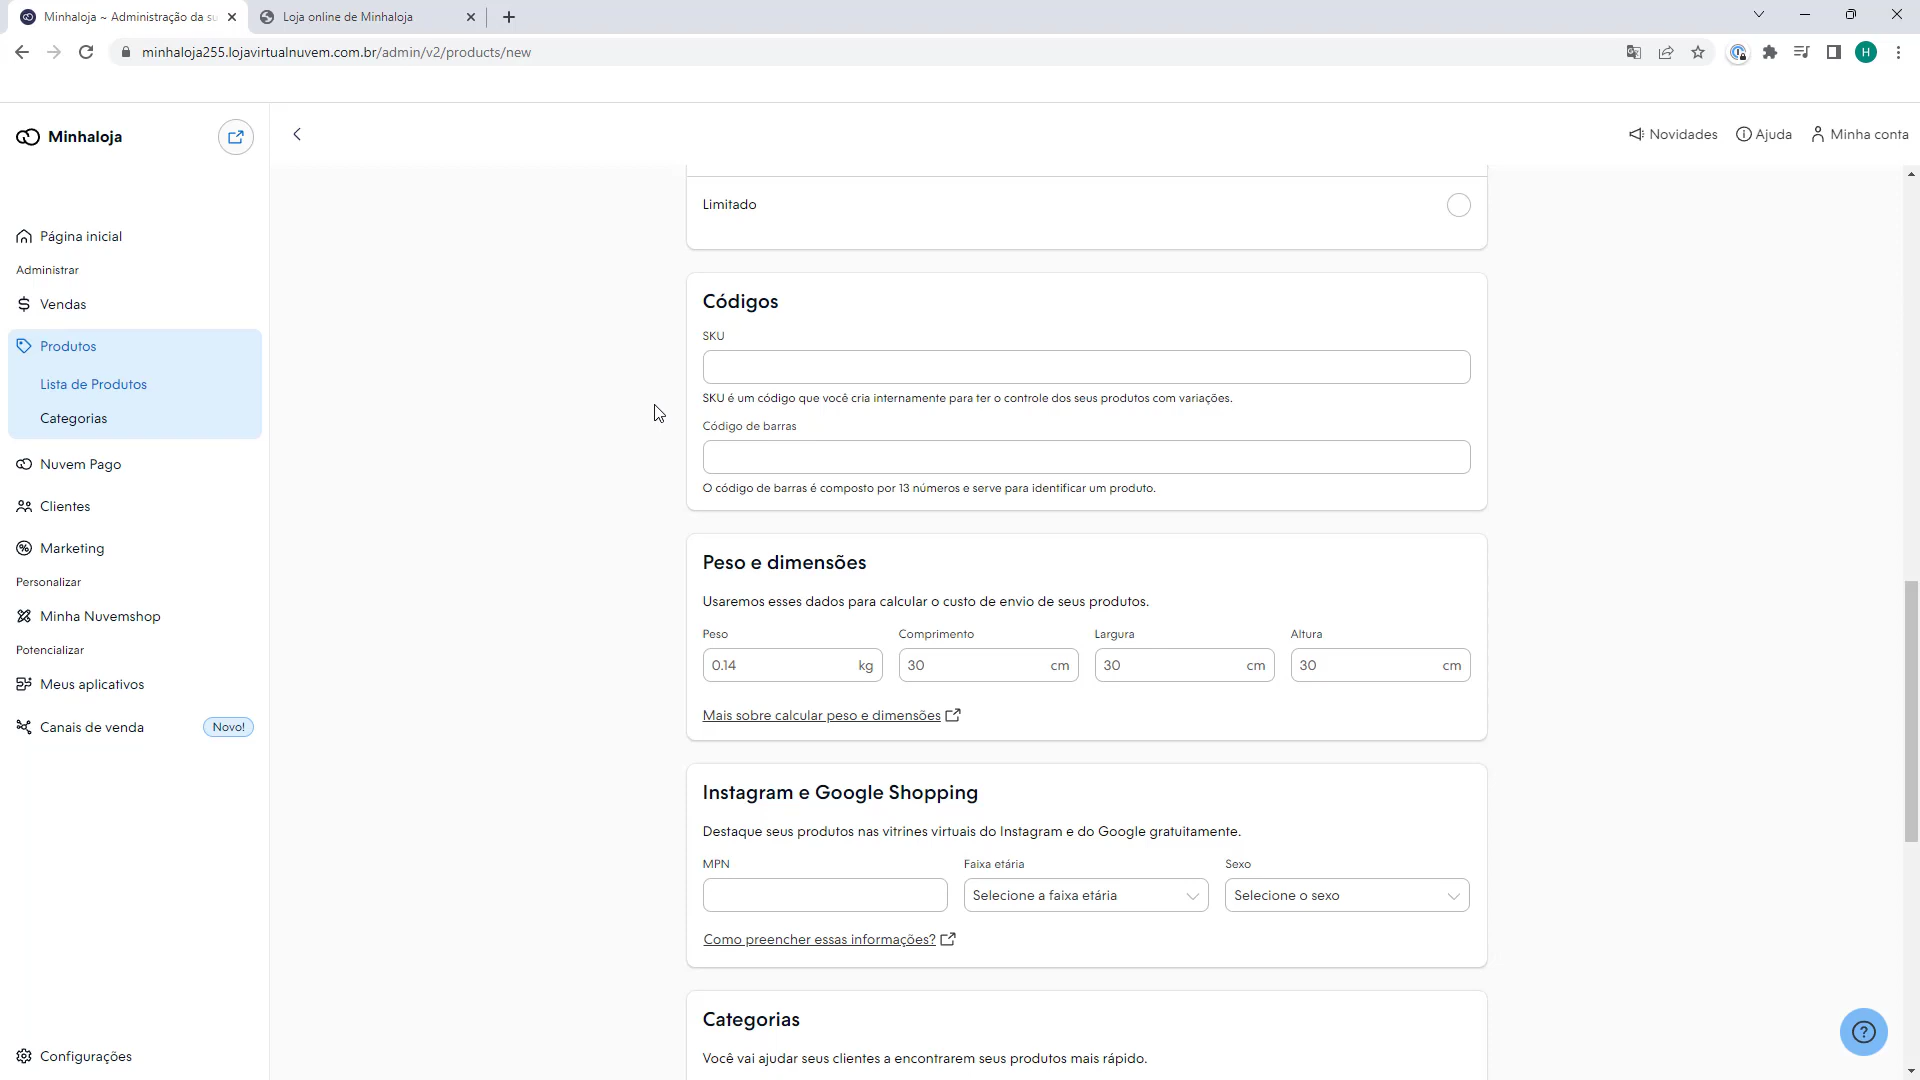 Minhaloja ~ Administração da su
Loja online de Minhaloja
minhaloja255.lojavirtualnuvem.com.br/admin/v2/products/new
H
Minhaloja
Novidades
Ajuda
Minha conta
Página inicial
Administrar
Vendas
Produtos
Lista de Produtos
Categorias
Nuvem Pago
Clientes
Marketing
Personalizar
Minha Nuvemshop
Potencializar
Meus aplicativos
Canais de venda
Novo!
Configurações
Limitado
Códigos
SKU
SKU é um código que você cria internamente para ter o controle dos seus produtos com variações.
Código de barras
O código de barras é composto por 13 números e serve para identificar um produto.
Peso e dimensões
Usaremos esses dados para calcular o custo de envio de seus produtos.
Peso Comprimento Largura Altura
0.14 kg 30 cm 30 cm 30 cm
Mais sobre calcular peso e dimensões
Instagram e Google Shopping
Destaque seus produtos nas vitrines virtuais do Instagram e do Google gratuitamente.
MPN Faixa etária Sexo
Selecione a faixa etária Selecione o sexo
Como preencher essas informações?
Categorias
Você vai ajudar seus clientes a encontrarem seus produtos mais rápido.